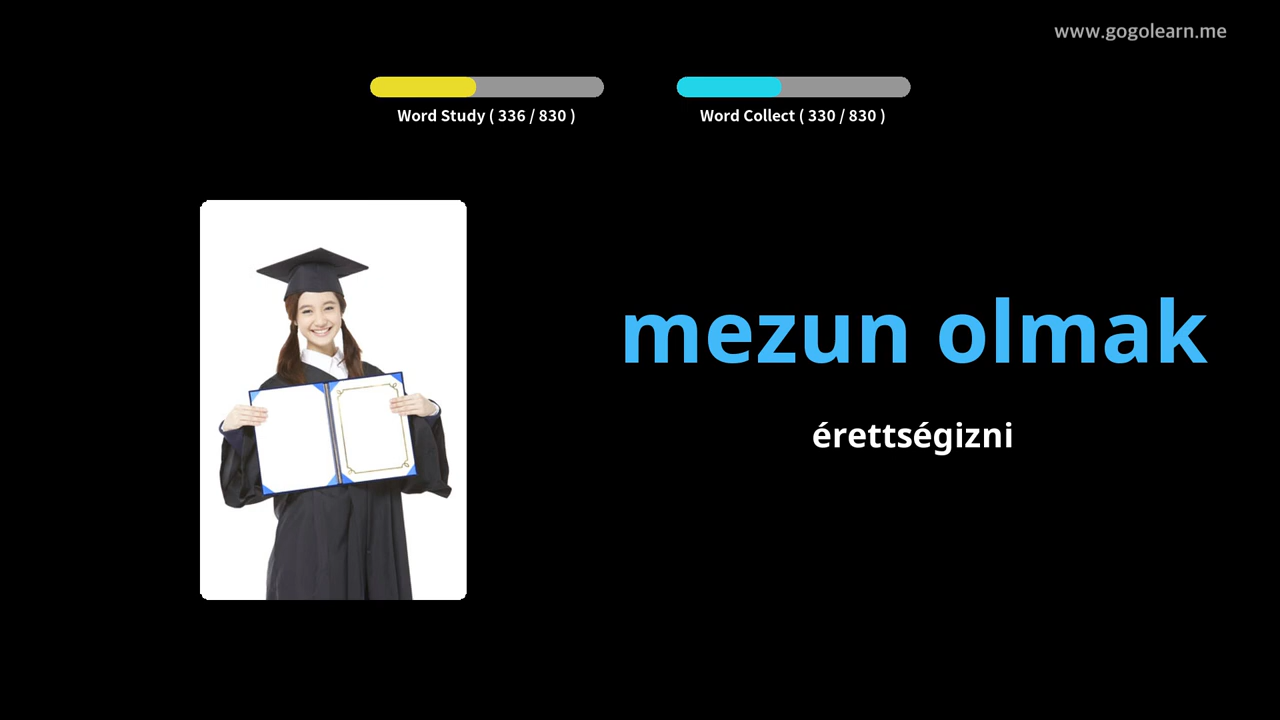 www.gogolearn.me
Word Study ( 336 / 830 )
Word Collect ( 330 / 830 )
mezun olmak
érettségizni